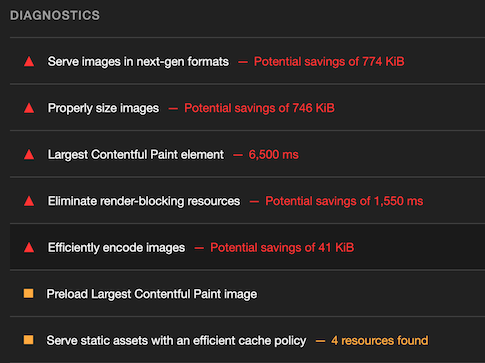 DIAGNOSTICS
Serve images in next-gen formats — Potential savings of 774 KiB
Properly size images — Potential savings of 746 KiB
Largest Contentful Paint element — 6,500 ms
Eliminate render-blocking resources — Potential savings of 1,550 ms
Efficiently encode images — Potential savings of 41 KiB
Preload Largest Contentful Paint image
Serve static assets with an efficient cache policy — 4 resources found